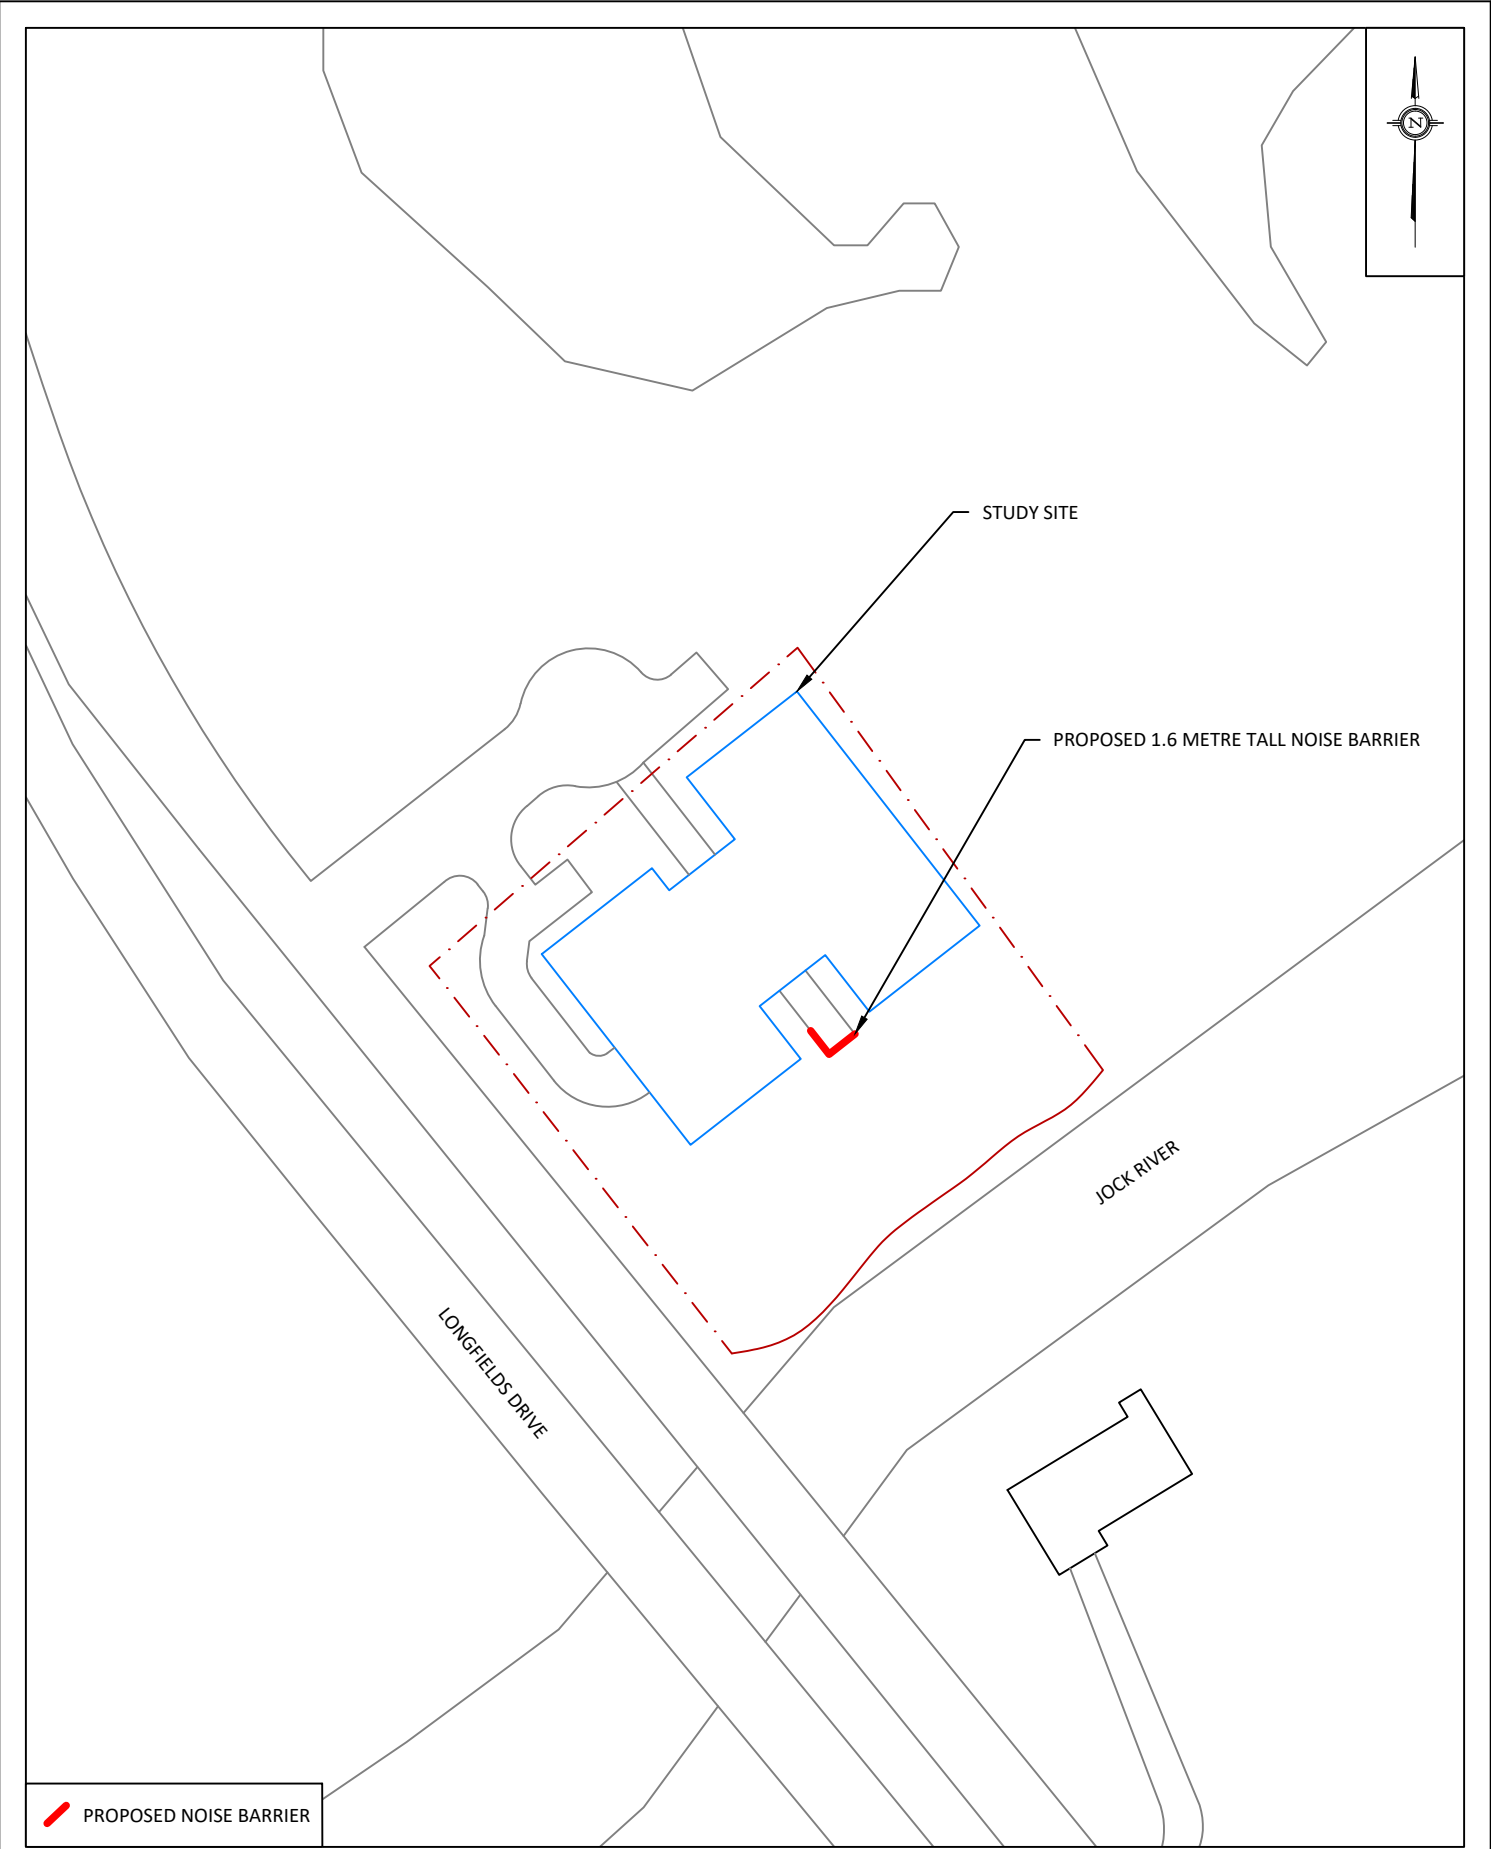 N
STUDY SITE
PROPOSED 1.6 METRE TALL NOISE BARRIER
JOCK RIVER
LONGFIELDS DRIVE
PROPOSED NOISE BARRIER